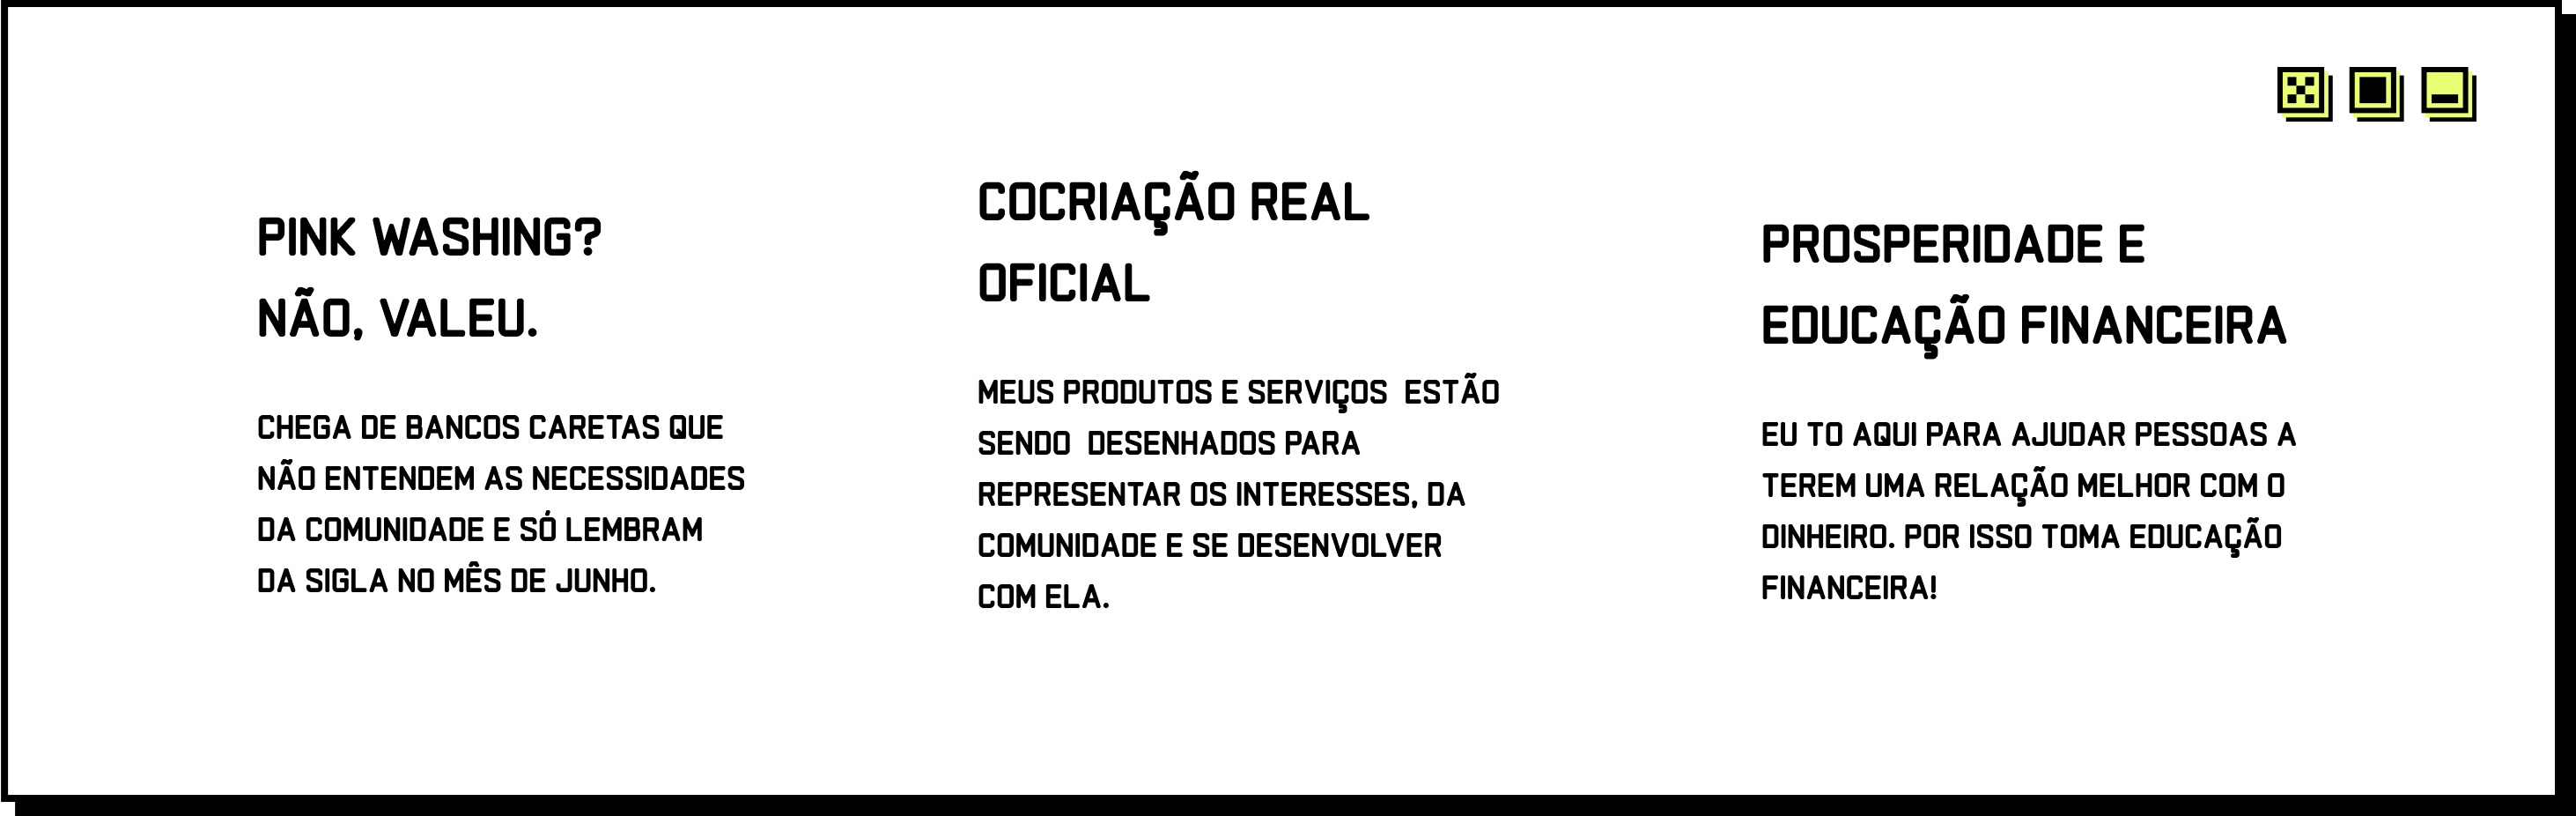 PINK WASHING?
NÃO, VALEU.
CHEGA DE BANCOS CARETAS QUE
NÃO ENTENDEM AS NECESSIDADES
DA COMUNIDADE E SÓ LEMBRAM
DA SIGLA NO MÊS DE JUNHO.
COCRIAÇÃO REAL
OFICIAL
MEUS PRODUTOS E SERVIÇOS  ESTÃO
SENDO  DESENHADOS PARA
REPRESENTAR OS INTERESSES, DA
COMUNIDADE E SE DESENVOLVER
COM ELA.
PROSPERIDADE E
EDUCAÇÃO FINANCEIRA
EU TO AQUI PARA AJUDAR PESSOAS A
TEREM UMA RELAÇÃO MELHOR COM O
DINHEIRO. POR ISSO TOMA EDUCAÇÃO
FINANCEIRA!